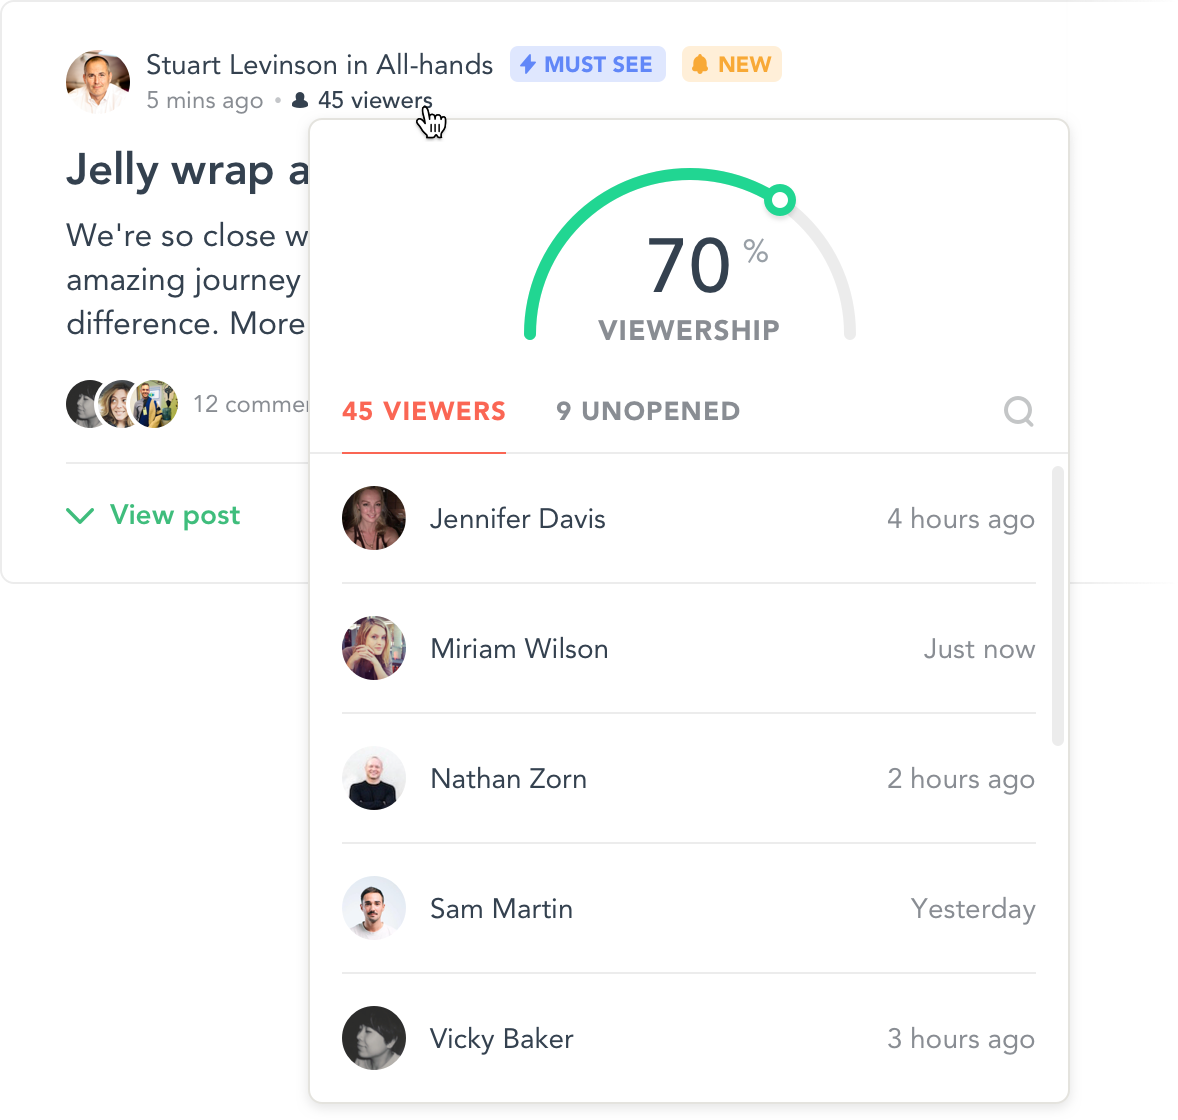 Stuart Levinson in All-hands MUST SEE NEW
5 mins ago • 45 viewers
Jelly wrap a
We're so close w
amazing journey
difference. More
12 commen
View post
70 %
VIEWERSHIP
45 VIEWERS 9 UNOPENED
Jennifer Davis 4 hours ago
Miriam Wilson Just now
Nathan Zorn 2 hours ago
Sam Martin Yesterday
Vicky Baker 3 hours ago